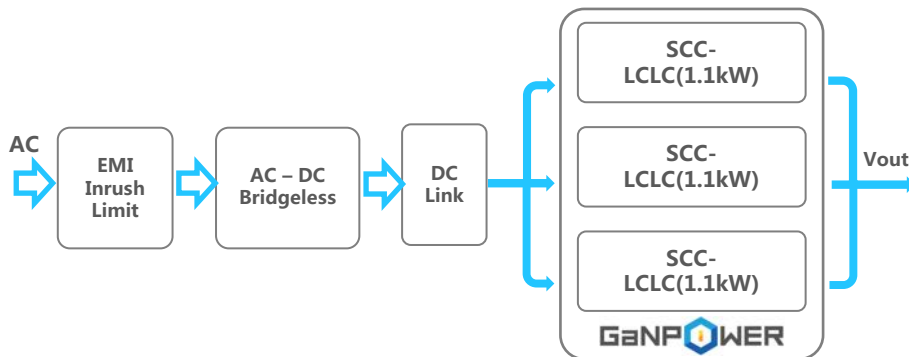 AC
EMI
Inrush
Limit
AC – DC
Bridgeless
DC
Link
SCC-
LCLC(1.1kW)
SCC-
LCLC(1.1kW)
SCC-
LCLC(1.1kW)
Vout
GaNPOWER